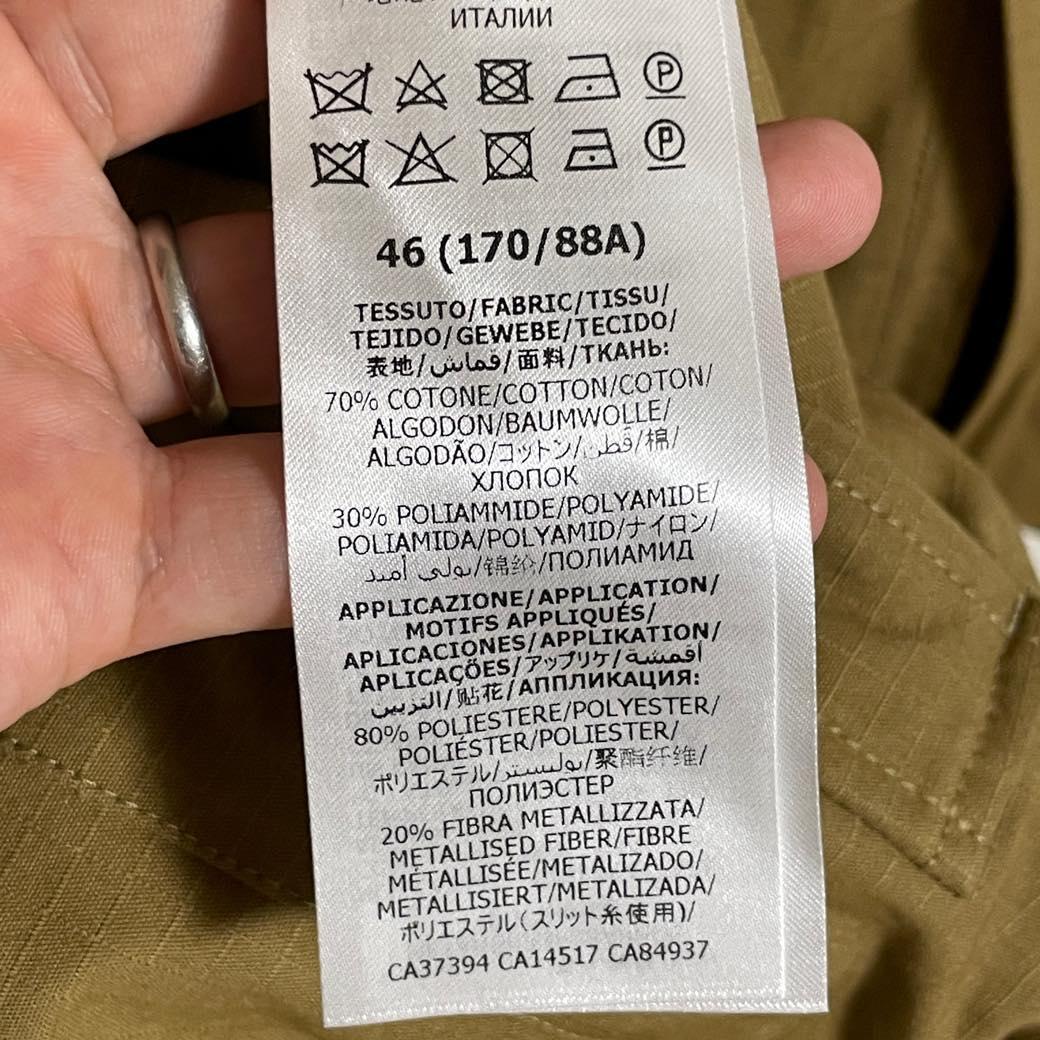 ИТАЛИИ
P
P
46 (170/88A)
TESSUTO/FABRIC/TISSU/
TEJIDO/GEWEBE/TECIDO/
表地/قماش/面料/ТКАНЬ:
70% COTONE/COTTON/COTON/
ALGODON/BAUMWOLLE/
ALGODÃO/コットン/قطن/棉/
ХЛОПОК
30% POLIAMMIDE/POLYAMIDE/
POLIAMIDA/POLYAMID/ナイロン/
بولي أميد/锦纶/ПОЛИАМИД
APPLICAZIONE/APPLICATION/
MOTIFS APPLIQUÉS/
APLICACIONES/APPLIKATION/
APLICAÇÕES/アップリケ/أقمشة
التزيين/贴花/АППЛИКАЦИЯ:
80% POLIESTERE/POLYESTER/
POLIÉSTER/POLIESTER/
ポリエステル/بوليستر/聚酯纤维/
ПОЛИЭСТЕР
20% FIBRA METALLIZZATA/
METALLISED FIBER/FIBRE
MÉTALLISÉE/METALIZADO/
METALLISIERT/METALIZADA/
ポリエステル(スリット糸使用)/
CA37394 CA14517 CA84937